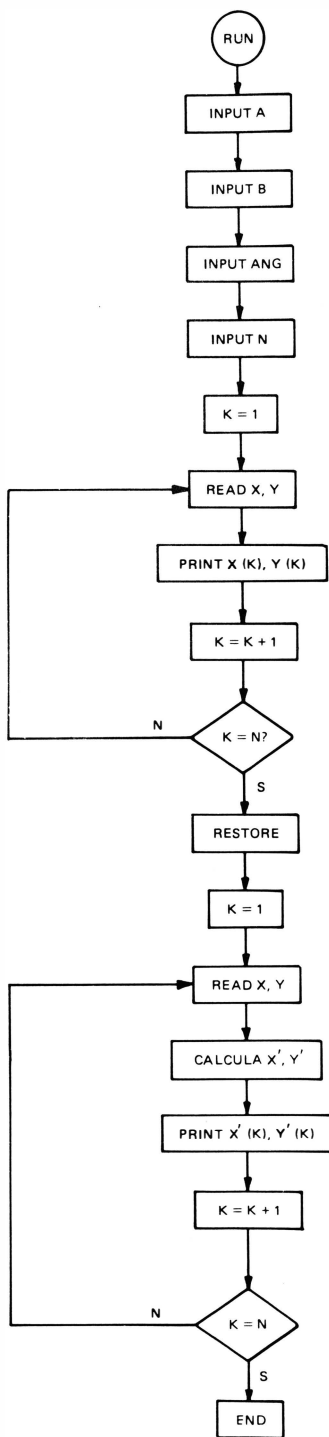 RUN
INPUT A
INPUT B
INPUT ANG
INPUT N
K = 1
READ X, Y
PRINT X (K), Y (K)
K = K + 1
N
K = N?
S
RESTORE
K = 1
READ X, Y
CALCULA X', Y'
PRINT X' (K), Y' (K)
K = K + 1
N
K = N
S
END